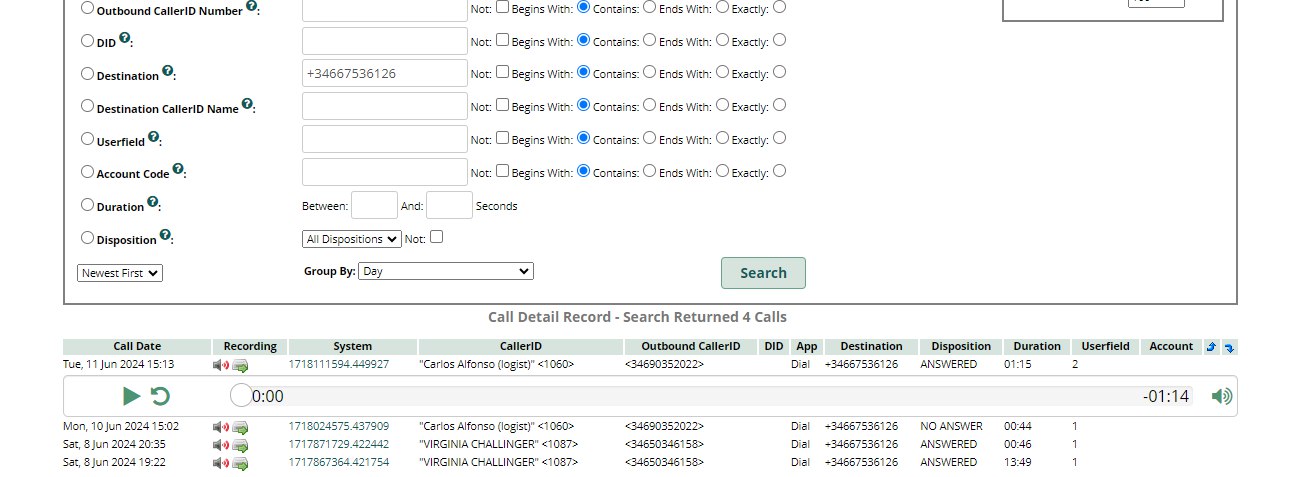 Outbound CallerID Number ?: Not: Begins With: Contains: Ends With: Exactly:
DID ?: Not: Begins With: Contains: Ends With: Exactly:
Destination ?: +34667536126 Not: Begins With: Contains: Ends With: Exactly:
Destination CallerID Name ?: Not: Begins With: Contains: Ends With: Exactly:
Userfield ?: Not: Begins With: Contains: Ends With: Exactly:
Account Code ?: Not: Begins With: Contains: Ends With: Exactly:
Duration ?: Between: And: Seconds
Disposition ?: All Dispositions Not:
Newest First Group By: Day Search
Call Detail Record - Search Returned 4 Calls
Call Date Recording System CallerID Outbound CallerID DID App Destination Disposition Duration Userfield Account
Tue, 11 Jun 2024 15:13 1718111594.449927 "Carlos Alfonso (logist)" <1060> <34690352022> Dial +34667536126 ANSWERED 01:15 2
0:00 -01:14
Mon, 10 Jun 2024 15:02 1718024575.437909 "Carlos Alfonso (logist)" <1060> <34690352022> Dial +34667536126 NO ANSWER 00:44 1
Sat, 8 Jun 2024 20:35 1717871729.422442 "VIRGINIA CHALLINGER" <1087> <34650346158> Dial +34667536126 ANSWERED 00:46 1
Sat, 8 Jun 2024 19:22 1717867364.421754 "VIRGINIA CHALLINGER" <1087> <34650346158> Dial +34667536126 ANSWERED 13:49 1